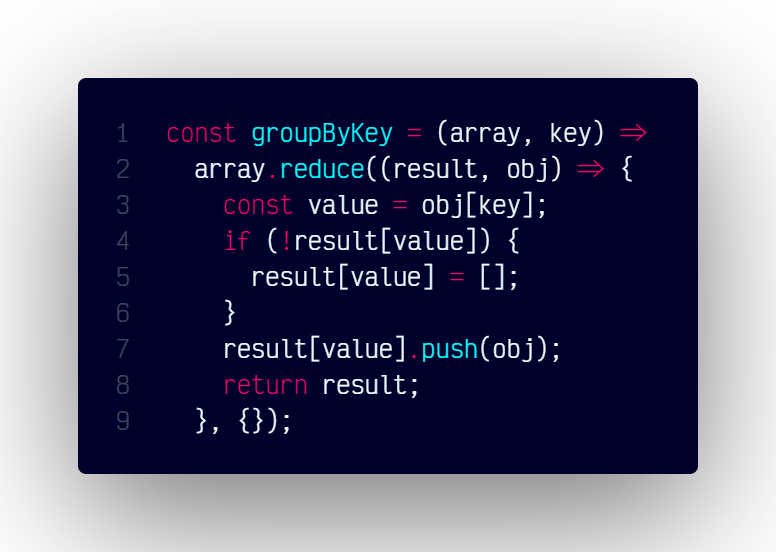 1 const groupByKey = (array, key) =>
2   array.reduce((result, obj) => {
3     const value = obj[key];
4     if (!result[value]) {
5       result[value] = [];
6     }
7     result[value].push(obj);
8     return result;
9   }, {});